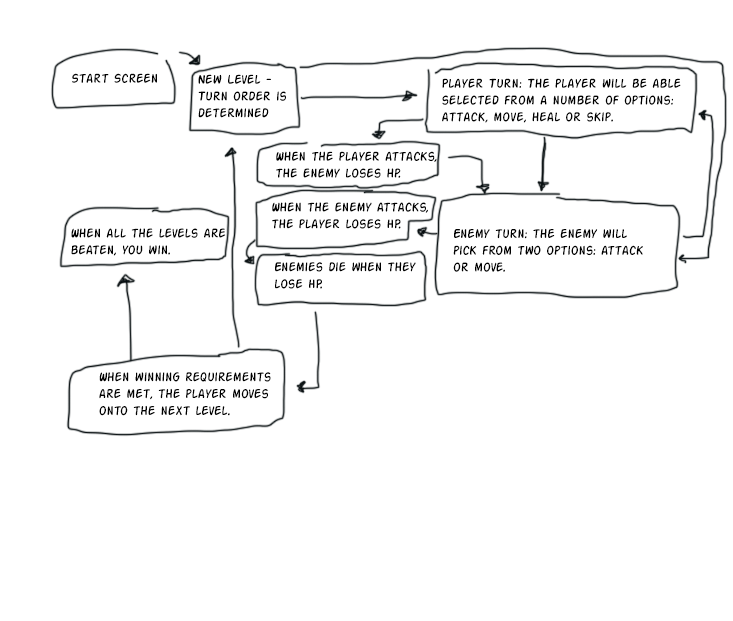 START SCREEN
NEW LEVEL -
TURN ORDER IS
DETERMINED
PLAYER TURN: THE PLAYER WILL BE ABLE
SELECTED FROM A NUMBER OF OPTIONS:
ATTACK, MOVE, HEAL OR SKIP.
WHEN THE PLAYER ATTACKS,
THE ENEMY LOSES HP.
WHEN THE ENEMY ATTACKS,
THE PLAYER LOSES HP.
ENEMY TURN: THE ENEMY WILL
PICK FROM TWO OPTIONS: ATTACK
OR MOVE.
WHEN ALL THE LEVELS ARE
BEATEN, YOU WIN.
ENEMIES DIE WHEN THEY
LOSE HP.
WHEN WINNING REQUIREMENTS
ARE MET, THE PLAYER MOVES
ONTO THE NEXT LEVEL.